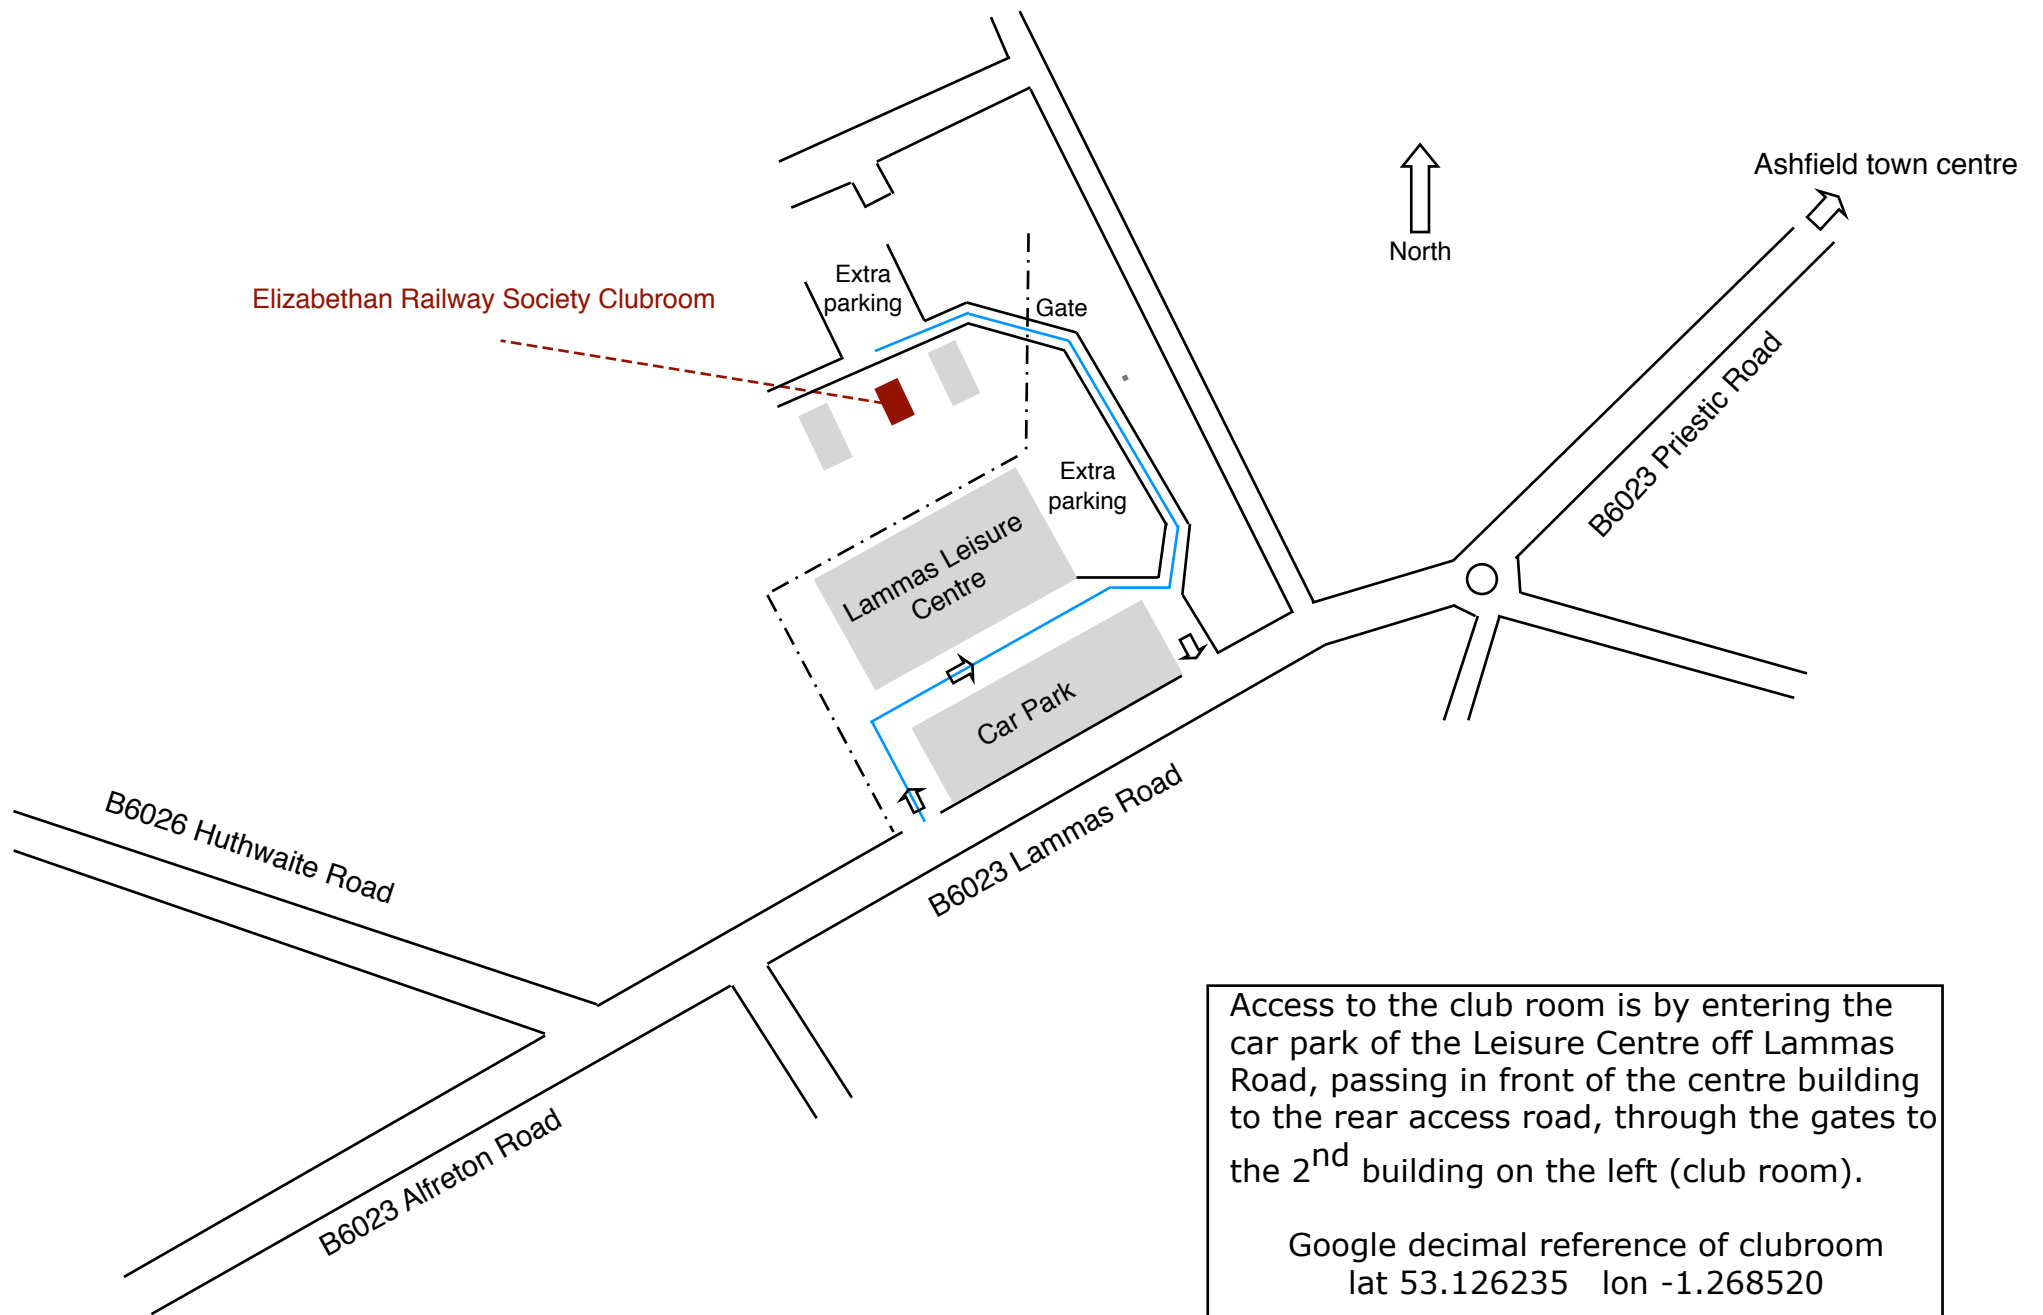 Ashfield town centre
North
Extra
parking
Elizabethan Railway Society Clubroom
Gate
B6023 Priestic Road
Extra
parking
Lammas Leisure
Centre
Car Park
B6026 Huthwaite Road
B6023 Lammas Road
B6023 Alfreton Road
Access to the club room is by entering the
car park of the Leisure Centre off Lammas
Road, passing in front of the centre building
to the rear access road, through the gates to
the 2nd building on the left (club room).
Google decimal reference of clubroom
lat 53.126235 lon -1.268520